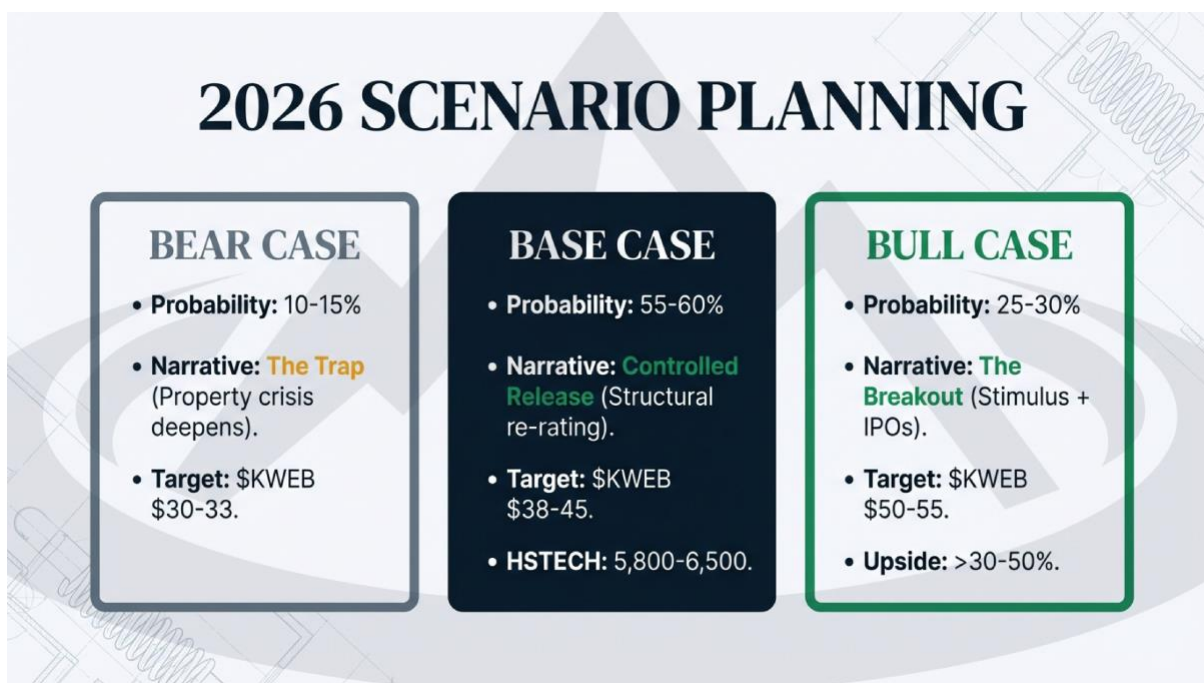 2026 SCENARIO PLANNING
BEAR CASE
• Probability: 10-15%
• Narrative: The Trap
(Property crisis
deepens).
• Target: $KWEB
$30-33.
BASE CASE
• Probability: 55-60%
• Narrative: Controlled
Release (Structural
re-rating).
• Target: $KWEB
$38-45.
• HSTECH: 5,800-6,500.
BULL CASE
• Probability: 25-30%
• Narrative: The
Breakout (Stimulus +
IPOs).
• Target: $KWEB
$50-55.
• Upside: >30-50%.